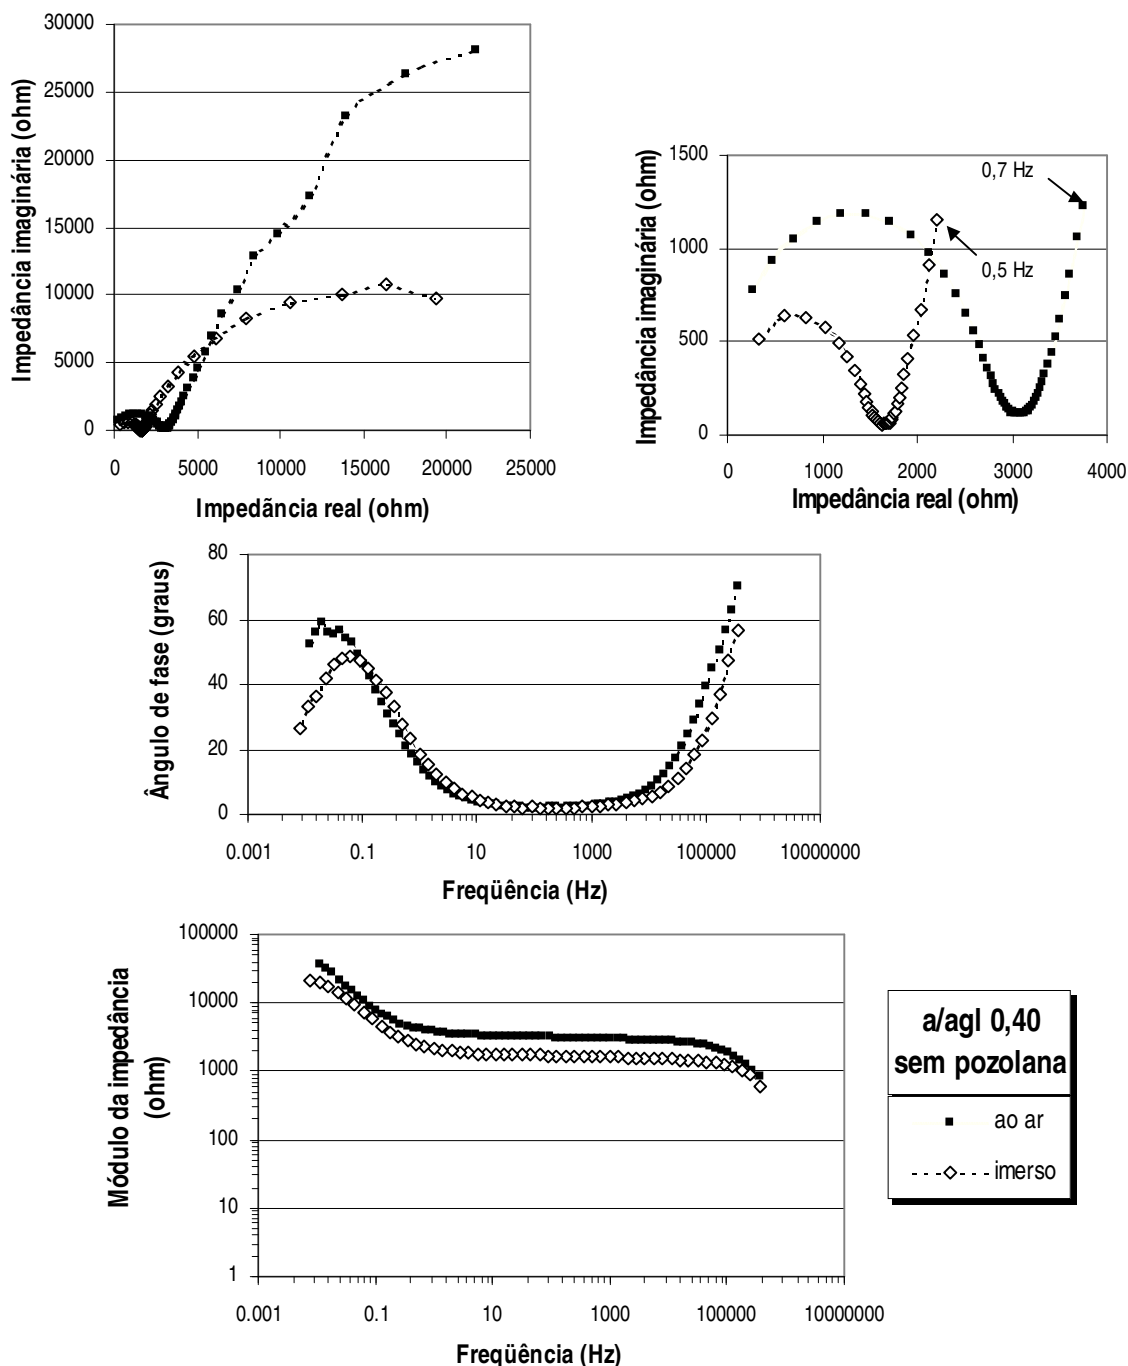 30000
25000
20000
15000
10000
5000
0
Impedância imaginária (ohm)
0 5000 10000 15000 20000 25000
Impedãncia real (ohm)
1500
1000
500
0
Impedância imaginária (ohm)
0,7 Hz
0,5 Hz
0 1000 2000 3000 4000
Impedância real (ohm)
80
60
40
20
0
Ângulo de fase (graus)
0.001 0.1 10 1000 100000 10000000
Freqüência (Hz)
100000
10000
1000
100
10
1
Módulo da impedância
(ohm)
0.001 0.1 10 1000 100000 10000000
Freqüência (Hz)
a/agl 0,40
sem pozolana
ao ar
imerso